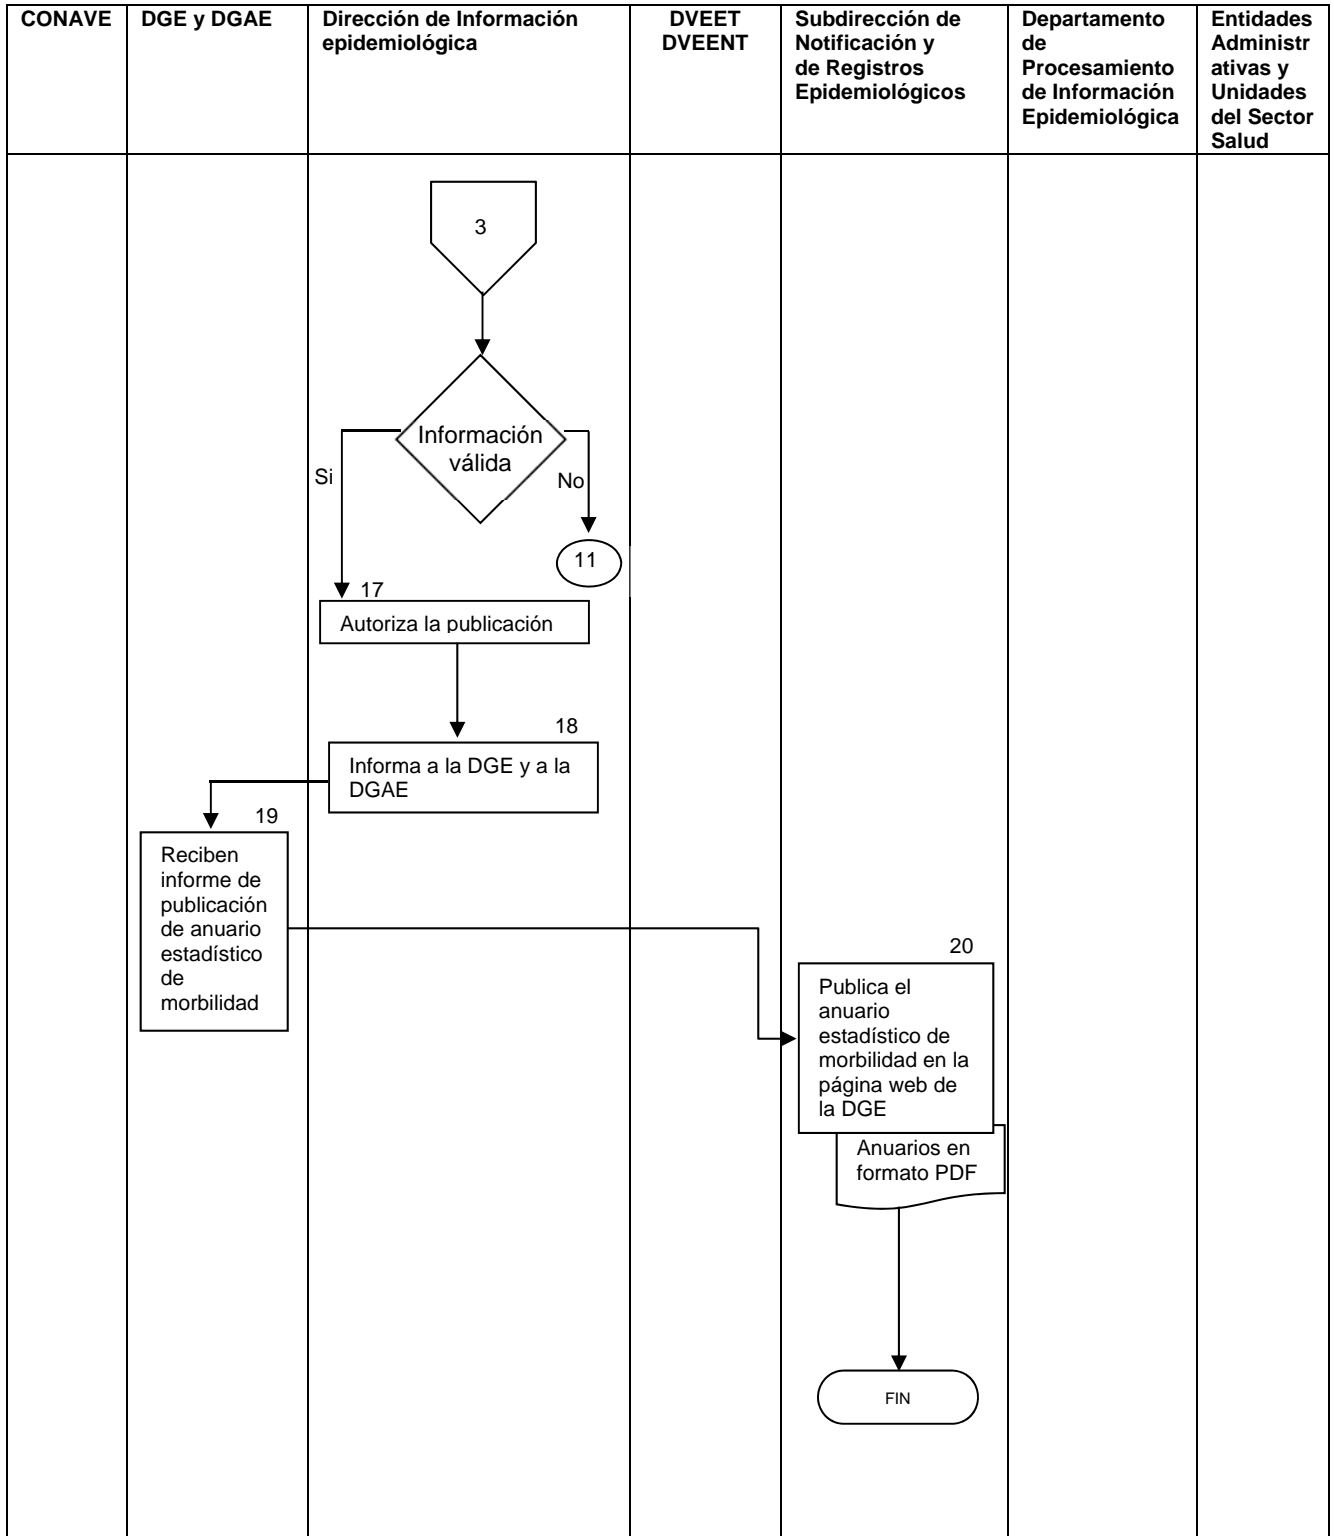 CONAVE
DGE y DGAE
Dirección de Información
epidemiológica
DVEET
DVEENT
Subdirección de
Notificación y
de Registros
Epidemiológicos
Departamento
de
Procesamiento
de Información
Epidemiológica
Entidades
Administr
ativas y
Unidades
del Sector
Salud
3
Información
válida
Si
No
11
17
Autoriza la publicación
18
Informa a la DGE y a la
DGAE
19
Reciben
informe de
publicación
de anuario
estadístico
de
morbilidad
20
Publica el
anuario
estadístico de
morbilidad en la
página web de
la DGE
Anuarios en
formato PDF
FIN